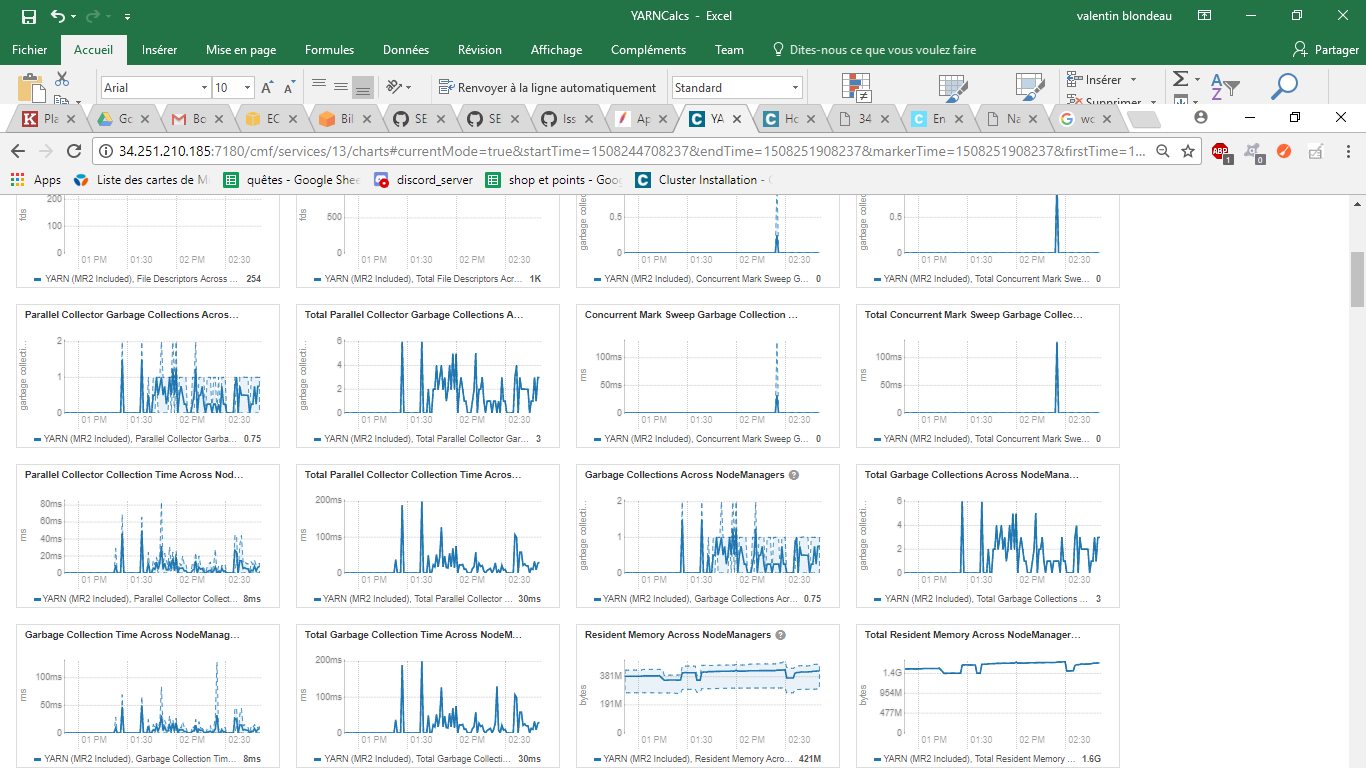 YARNCalcs - Excel
valentin blondeau
Fichier Accueil Insérer Mise en page Formules Données Révision Affichage Compléments Team Dites-nous ce que vous voulez faire Partager
Arial 10 Renvoyer à la ligne automatiquement Standard Insérer
Supprimer
Pla Gc Bo EC Bil SE SE Iss Ap YA Hc 34 En Na wc
34.251.210.185:7180/cmf/services/13/charts#currentMode=true&startTime=1508244708237&endTime=1508251908237&markerTime=1508251908237&firstTime=1...
Apps Liste des cartes de M quêtes - Google Shee discord_server shop et points - Goo Cluster Installation -
200 100 0 fds 01 PM 01:30 02 PM 02:30
YARN (MR2 Included), File Descriptors Across ... 254
500 0 01 PM 01:30 02 PM 02:30
YARN (MR2 Included), Total File Descriptors Acr... 1K
0.5 0 garbage collec... 01 PM 01:30 02 PM 02:30
YARN (MR2 Included), Concurrent Mark Sweep G... 0
0.5 0 garbage collec... 01 PM 01:30 02 PM 02:30
YARN (MR2 Included), Total Concurrent Mark Swe... 0
Parallel Collector Garbage Collections Acros...
2 1 0 garbage collecti... 01 PM 01:30 02 PM 02:30
YARN (MR2 Included), Parallel Collector Garba... 0.75
Total Parallel Collector Garbage Collections A...
6 4 2 0 garbage collecti... 01 PM 01:30 02 PM 02:30
YARN (MR2 Included), Total Parallel Collector Gar... 3
Concurrent Mark Sweep Garbage Collection ...
100ms 50ms 0 ms 01 PM 01:30 02 PM 02:30
YARN (MR2 Included), Concurrent Mark Sweep G... 0
Total Concurrent Mark Sweep Garbage Collec...
100ms 50ms 0 ms 01 PM 01:30 02 PM 02:30
YARN (MR2 Included), Total Concurrent Mark Swe... 0
Parallel Collector Collection Time Across Nod...
80ms 60ms 40ms 20ms 0 ms 01 PM 01:30 02 PM 02:30
YARN (MR2 Included), Parallel Collector Collect... 8ms
Total Parallel Collector Collection Time Acros...
200ms 100ms 0 ms 01 PM 01:30 02 PM 02:30
YARN (MR2 Included), Total Parallel Collector ... 30ms
Garbage Collections Across NodeManagers
2 1 0 garbage collecti... 01 PM 01:30 02 PM 02:30
YARN (MR2 Included), Garbage Collections Acr... 0.75
Total Garbage Collections Across NodeMana...
6 4 2 0 garbage collecti... 01 PM 01:30 02 PM 02:30
YARN (MR2 Included), Total Garbage Collections ... 3
Garbage Collection Time Across NodeManag...
100ms 50ms 0 ms 01 PM 01:30 02 PM 02:30
YARN (MR2 Included), Garbage Collection Tim... 8ms
Total Garbage Collection Time Across NodeM...
200ms 100ms 0 ms 01 PM 01:30 02 PM 02:30
YARN (MR2 Included), Total Garbage Collecti... 30ms
Resident Memory Across NodeManagers
381M 191M bytes 01 PM 01:30 02 PM 02:30
YARN (MR2 Included), Resident Memory Acro... 421M
Total Resident Memory Across NodeManager...
1.4G 954M 477M bytes 01 PM 01:30 02 PM 02:30
YARN (MR2 Included), Total Resident Memory ... 1.6G